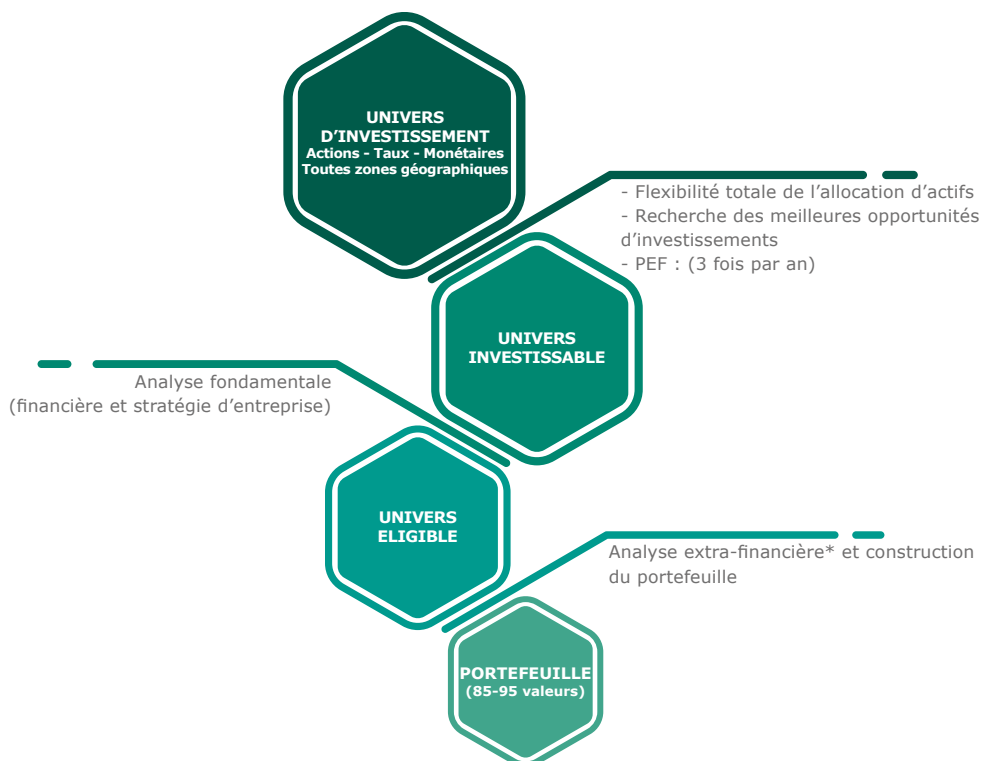 UNIVERS
D’INVESTISSEMENT
Actions - Taux - Monétaires
Toutes zones géographiques
- Flexibilité totale de l’allocation d’actifs
- Recherche des meilleures opportunités
d’investissements
- PEF : (3 fois par an)
UNIVERS
INVESTISSABLE
Analyse fondamentale
(financière et stratégie d’entreprise)
UNIVERS
ELIGIBLE
Analyse extra-financière* et construction
du portefeuille
PORTEFEUILLE
(85-95 valeurs)